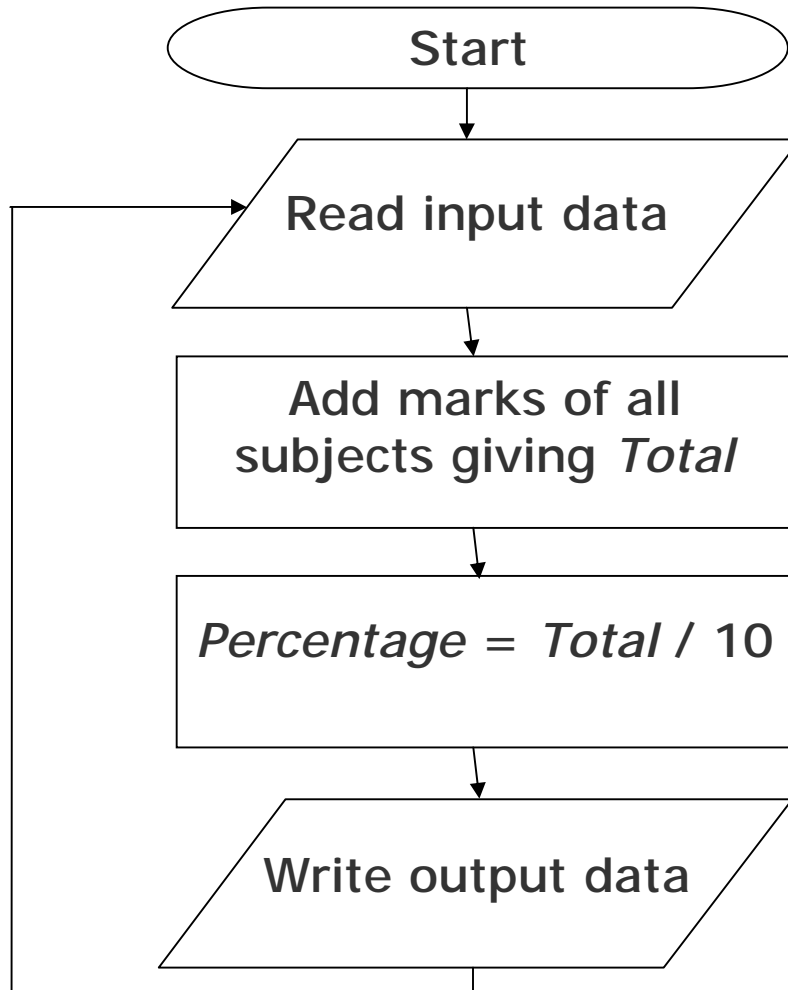 Start
Read input data
Add marks of all
subjects giving Total
Percentage = Total / 10
Write output data